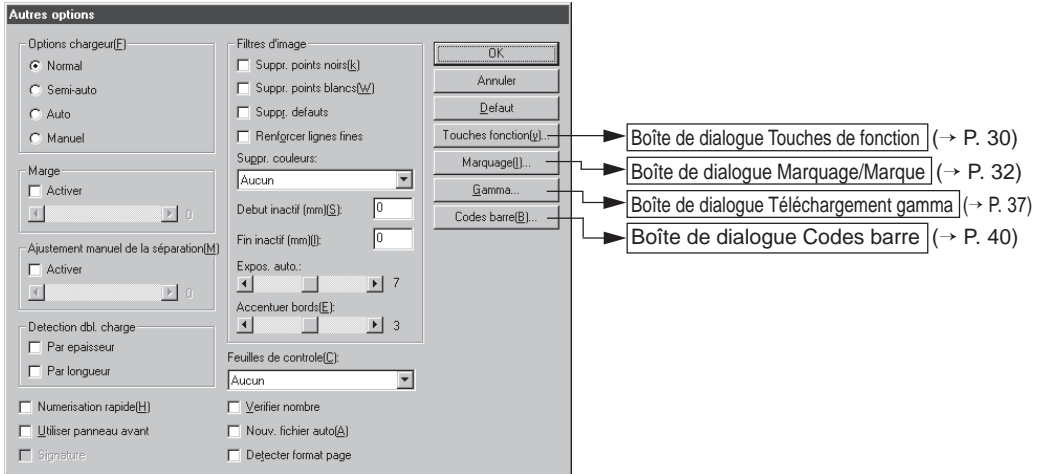 Autres options
Options chargeur(F)
Normal
Semi-auto
Auto
Manuel
Marge
Activer
0
Ajustement manuel de la séparation(M)
Activer
0
Detection dbl. charge
Par epaisseur
Par longueur
Numerisation rapide(H)
Utiliser panneau avant
Signature
Filtres d'image
Suppr. points noirs(k)
Suppr. points blancs(W)
Suppr. defauts
Renforcer lignes fines
Suppr. couleurs:
Aucun
Debut inactif (mm)(S): 0
Fin inactif (mm)(I): 0
Expos. auto.:
7
Accentuer bords(E):
3
Feuilles de controle(C):
Aucun
Verifier nombre
Nouv. fichier auto(A)
Detecter format page
OK
Annuler
Defaut
Touches fonction(y)...
Marquage(I)...
Gamma...
Codes barre(B)...
Boîte de dialogue Touches de fonction (→ P. 30)
Boîte de dialogue Marquage/Marque (→ P. 32)
Boîte de dialogue Téléchargement gamma (→ P. 37)
Boîte de dialogue Codes barre (→ P. 40)